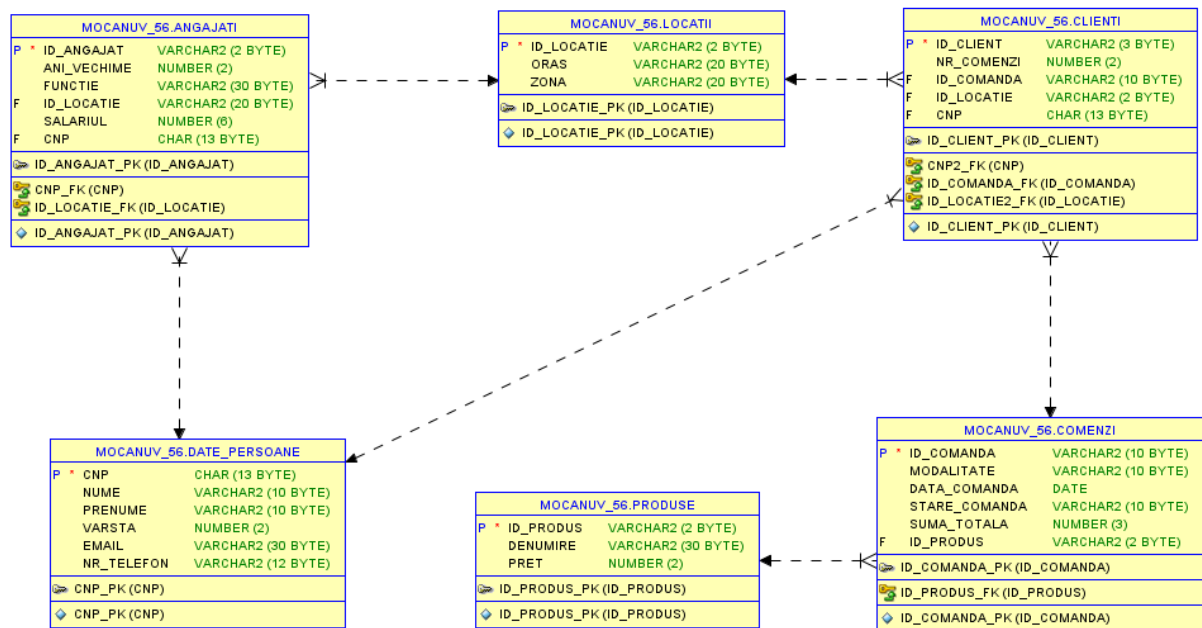 MOCANUV_56.ANGAJATI
P * ID_ANGAJAT VARCHAR2 (2 BYTE)
ANI_VECHIME NUMBER (2)
FUNCTIE VARCHAR2 (30 BYTE)
F ID_LOCATIE VARCHAR2 (20 BYTE)
SALARIUL NUMBER (6)
F CNP CHAR (13 BYTE)
ID_ANGAJAT_PK (ID_ANGAJAT)
CNP_FK (CNP)
ID_LOCATIE_FK (ID_LOCATIE)
ID_ANGAJAT_PK (ID_ANGAJAT)
MOCANUV_56.LOCATII
P * ID_LOCATIE VARCHAR2 (2 BYTE)
ORAS VARCHAR2 (20 BYTE)
ZONA VARCHAR2 (20 BYTE)
ID_LOCATIE_PK (ID_LOCATIE)
ID_LOCATIE_PK (ID_LOCATIE)
MOCANUV_56.CLIENTI
P * ID_CLIENT VARCHAR2 (3 BYTE)
NR_COMENZI NUMBER (2)
F ID_COMANDA VARCHAR2 (10 BYTE)
F ID_LOCATIE VARCHAR2 (2 BYTE)
F CNP CHAR (13 BYTE)
ID_CLIENT_PK (ID_CLIENT)
CNP2_FK (CNP)
ID_COMANDA_FK (ID_COMANDA)
ID_LOCATIE2_FK (ID_LOCATIE)
ID_CLIENT_PK (ID_CLIENT)
MOCANUV_56.DATE_PERSOANE
P * CNP CHAR (13 BYTE)
NUME VARCHAR2 (10 BYTE)
PRENUME VARCHAR2 (10 BYTE)
VARSTA NUMBER (2)
EMAIL VARCHAR2 (30 BYTE)
NR_TELEFON VARCHAR2 (12 BYTE)
CNP_PK (CNP)
CNP_PK (CNP)
MOCANUV_56.PRODUSE
P * ID_PRODUS VARCHAR2 (2 BYTE)
DENUMIRE VARCHAR2 (30 BYTE)
PRET NUMBER (2)
ID_PRODUS_PK (ID_PRODUS)
ID_PRODUS_PK (ID_PRODUS)
MOCANUV_56.COMENZI
P * ID_COMANDA VARCHAR2 (10 BYTE)
MODALITATE VARCHAR2 (10 BYTE)
DATA_COMANDA DATE
STARE_COMANDA VARCHAR2 (10 BYTE)
SUMA_TOTALA NUMBER (3)
F ID_PRODUS VARCHAR2 (2 BYTE)
ID_COMANDA_PK (ID_COMANDA)
ID_PRODUS_FK (ID_PRODUS)
ID_COMANDA_PK (ID_COMANDA)